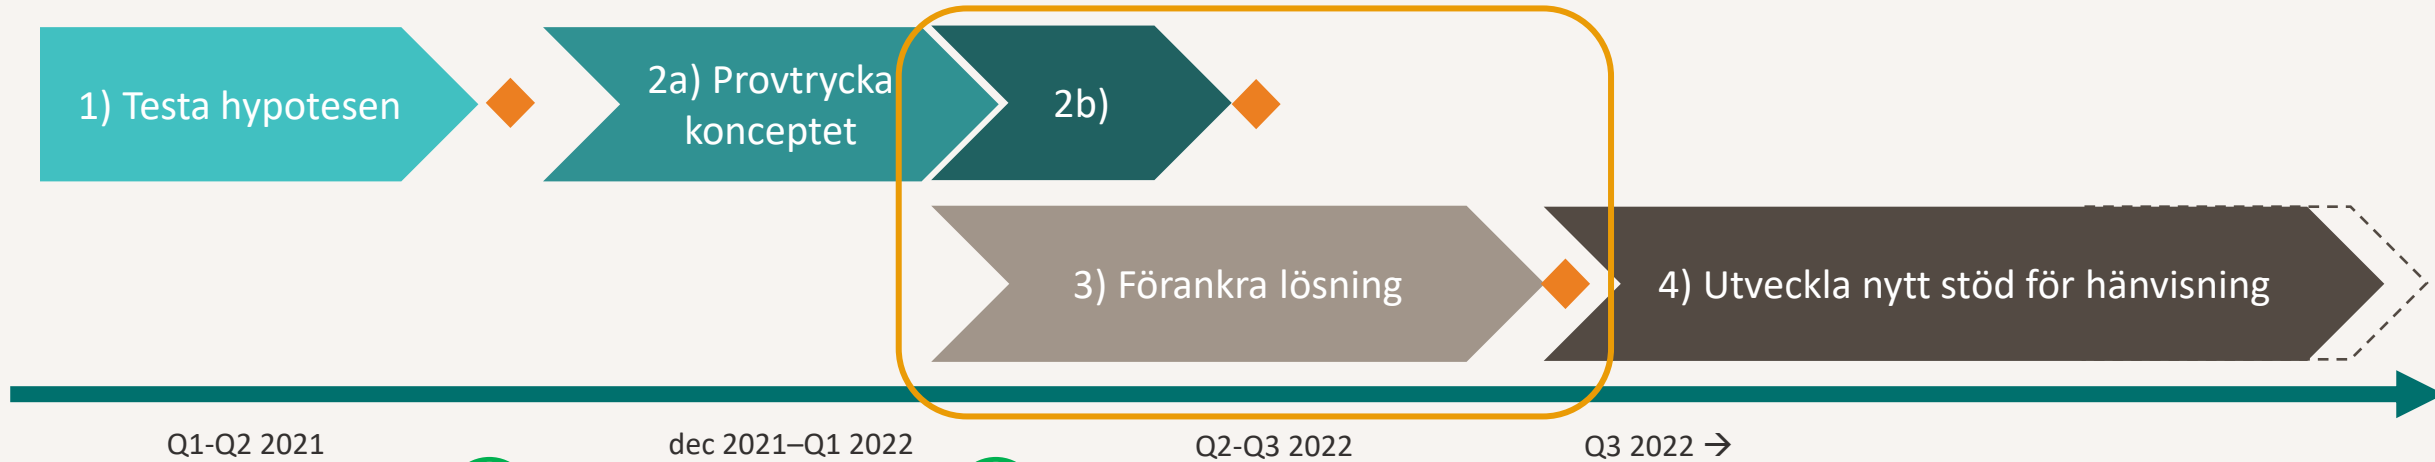 1) Testa hypotesen
2a) Provtrycka
konceptet
2b)
3) Förankra lösning
4) Utveckla nytt stöd för hänvisning
Q1-Q2 2021
dec 2021–Q1 2022
Q2-Q3 2022
Q3 2022 →